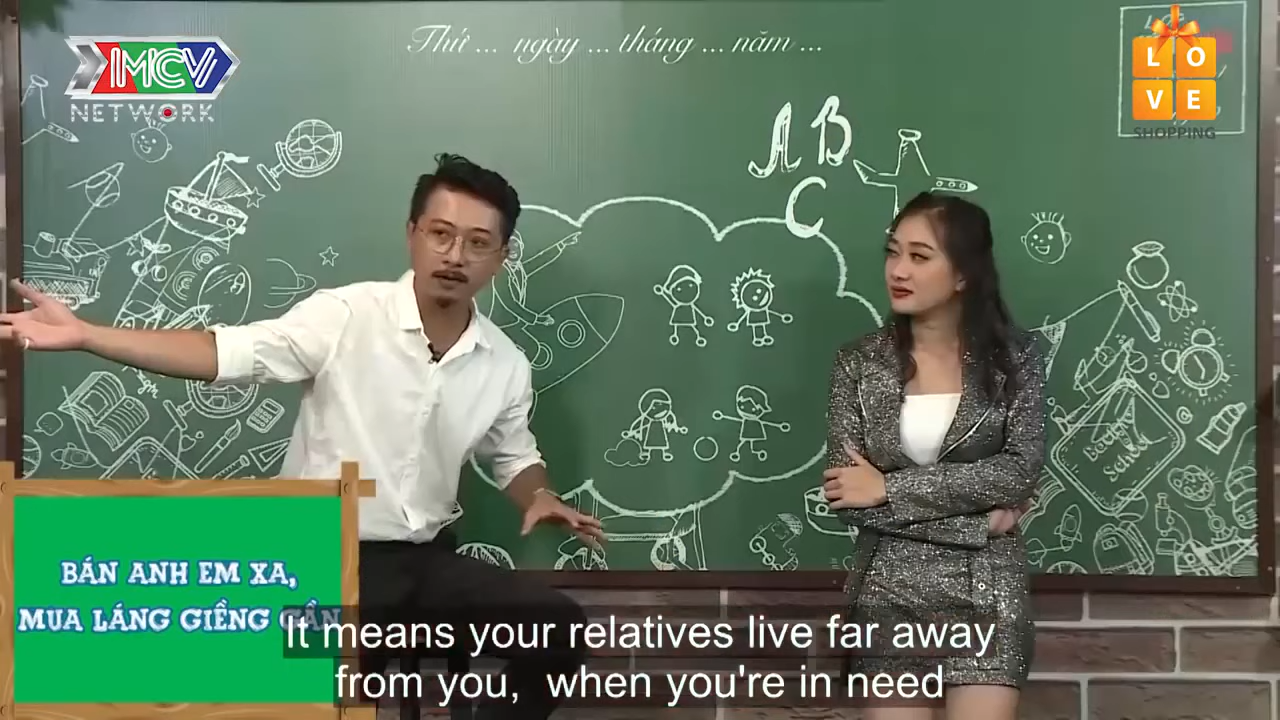 MCV
NETWORK
Thứ ... ngày ... tháng ... năm ...
L O
V E
SHOPPING
A B
C
BÁN ANH EM XA,
MUA LÁNG GIỀNG GẦN
It means your relatives live far away
from you, when you're in need